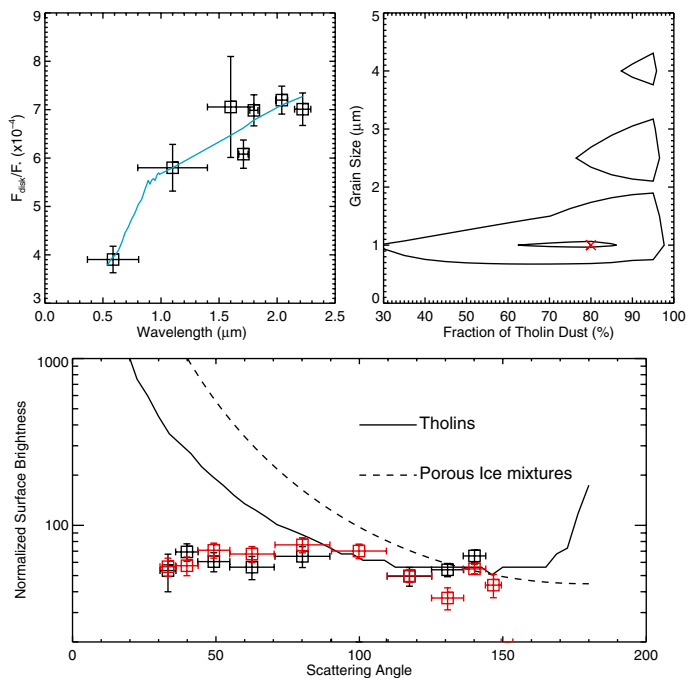 9
8
7
6
5
4
3
F_disk/F. (x10⁻⁴)
0.0 0.5 1.0 1.5 2.0 2.5
Wavelength (μm)
5
4
3
2
1
0
Grain Size (μm)
30 40 50 60 70 80 90 100
Fraction of Tholin Dust (%)
1000
100
Normalized Surface Brightness
Tholins
Porous Ice mixtures
0 50 100 150 200
Scattering Angle